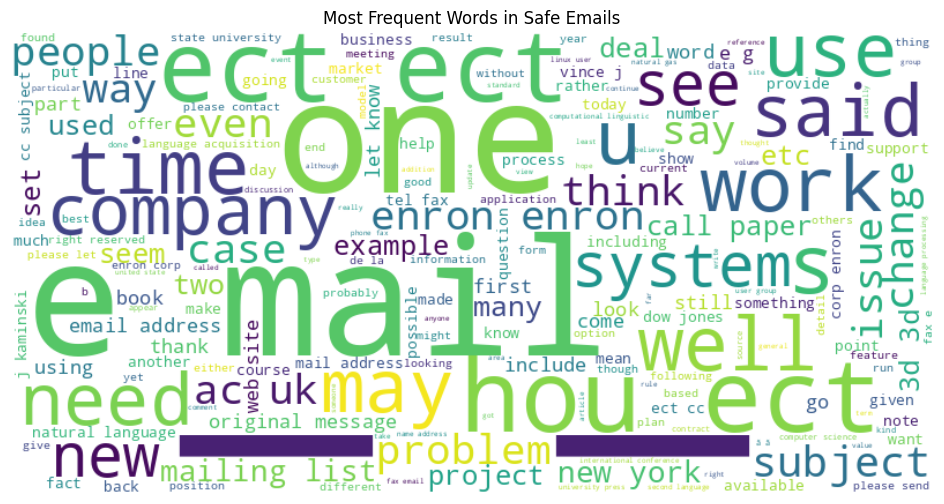 Most Frequent Words in Safe Emails
found
state university
business
result
year
thing
people
event
ect ect
meeting
deal
word
e g
use
reference
group
put
line
going
market
without
linux user
natural gas
data
way
customer
vince j
rather
see
particular
please contact
model
continue
site
part
even
today
provide
said
used
offer
let know
one
standard
number
say
actually
set cc subject
done
language acquisition
end
help
u
computational linguistic
least
etc
find
support
time
day
although
addition
process
show
believe
thought
update
good
view
hope
current
volume
discussion
think
work
3d 3dchange
idea
best
really
tel fax
application
company
enron enron
call paper
others
much
right reserved
case
example
question
including
issue
please let
seem
phone fax
de la
information
form
language processing
enron corp
called
e mail
systems
write
corp enron
united state
type
probably
first
user group
b
appear
two
possible
many
look
still
something
book
make
made
far
detail
j kaminski
email address
thank
might
know
come
dow jones
point
fax e
another
web site
anyone
option
source
general
well
feature
using
either
course
mail address
looking
area
include
mean
though
following
run
yet
need
ac uk
may
hou ect
based
rule
go
given
comment
someone
article
ect cc
kind
original message
got
plan
note
natural language
contract
term
want
give
take
name address
computer science
new
problem
international conference
value
subject
fact
back
mailing list
project
new york
right
position
different
fax email
university press
second language
available
please send